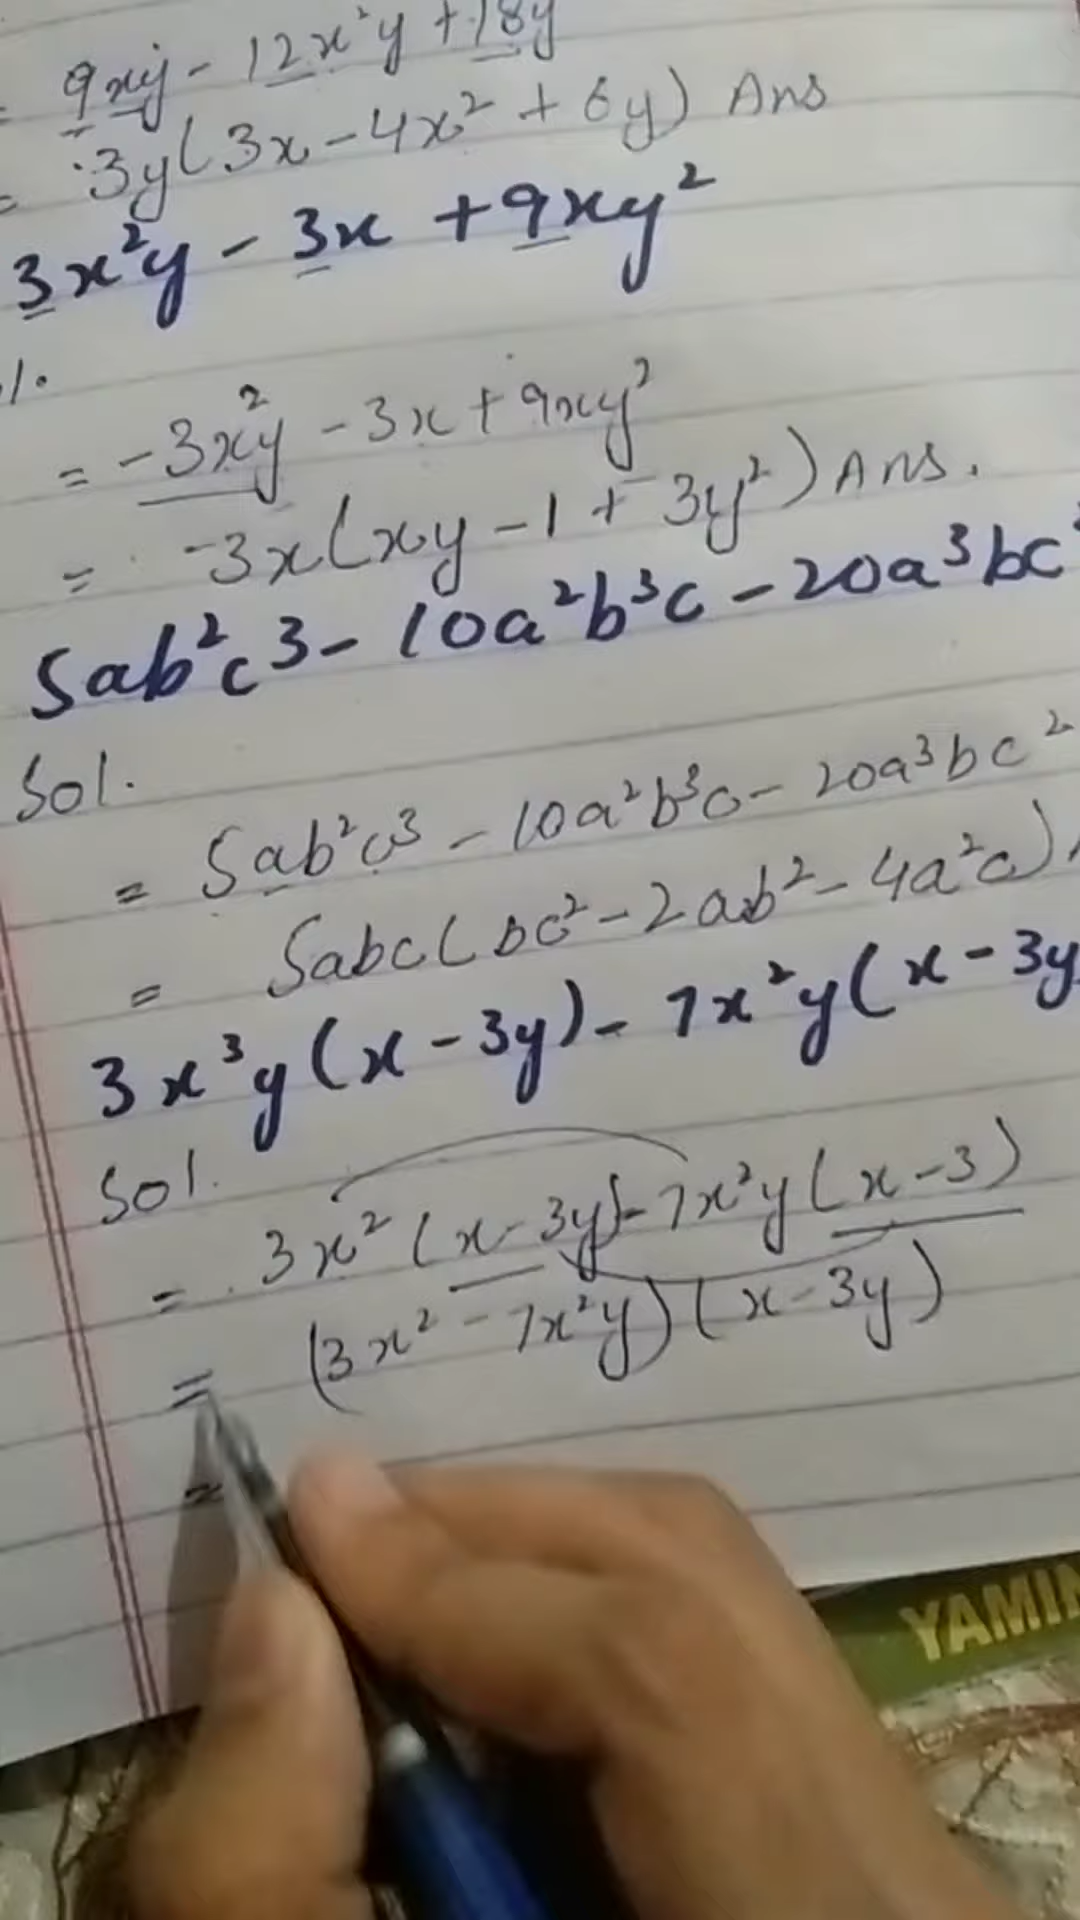 9xy - 12x²y + 18y
= 3y(3x - 4x² + 6y) Ans
3x²y - 3x + 9xy²
= -3x²y - 3x + 9xy²
= -3x(xy - 1 + 3y²) Ans.
5ab²c3 - 10a²b³c - 20a³bc
Sol.
= 5ab²c³ - 10a²b³c - 20a³bc²
= 5abc(bc² - 2ab² - 4a²c)
3x³y(x - 3y) - 7x²y(x - 3y
Sol.
= 3x²(x - 3y) - 7x²y(x - 3)
= (3x² - 7x²y)(x - 3y)
=
YAMIN